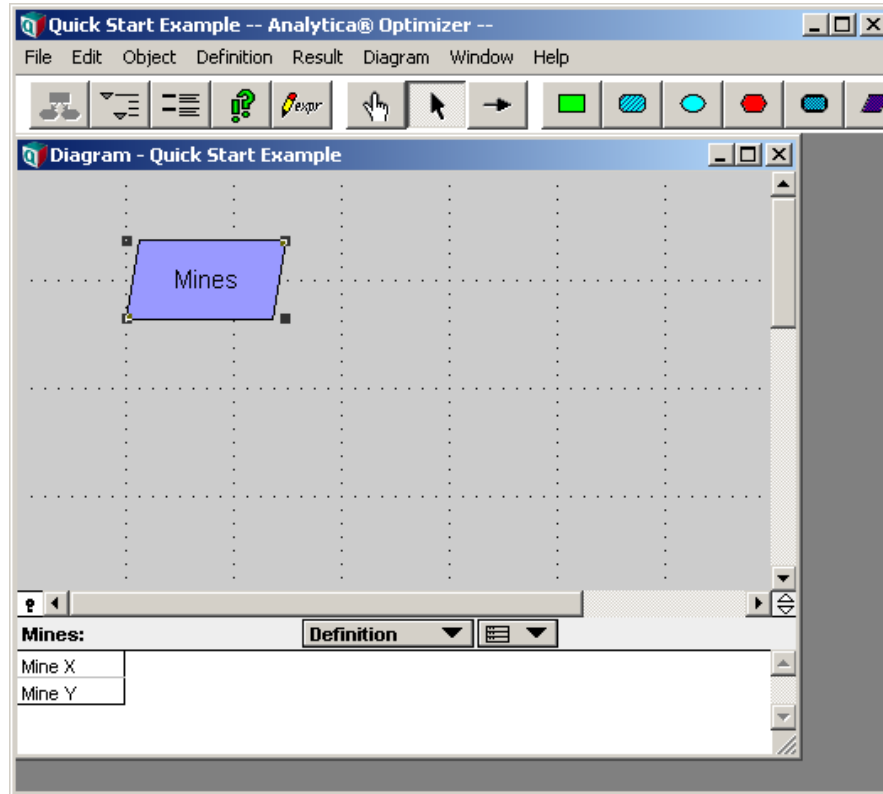 Quick Start Example -- Analytica® Optimizer --
File Edit Object Definition Result Diagram Window Help
expr
Diagram - Quick Start Example
Mines
Mines: Definition
Mine X
Mine Y